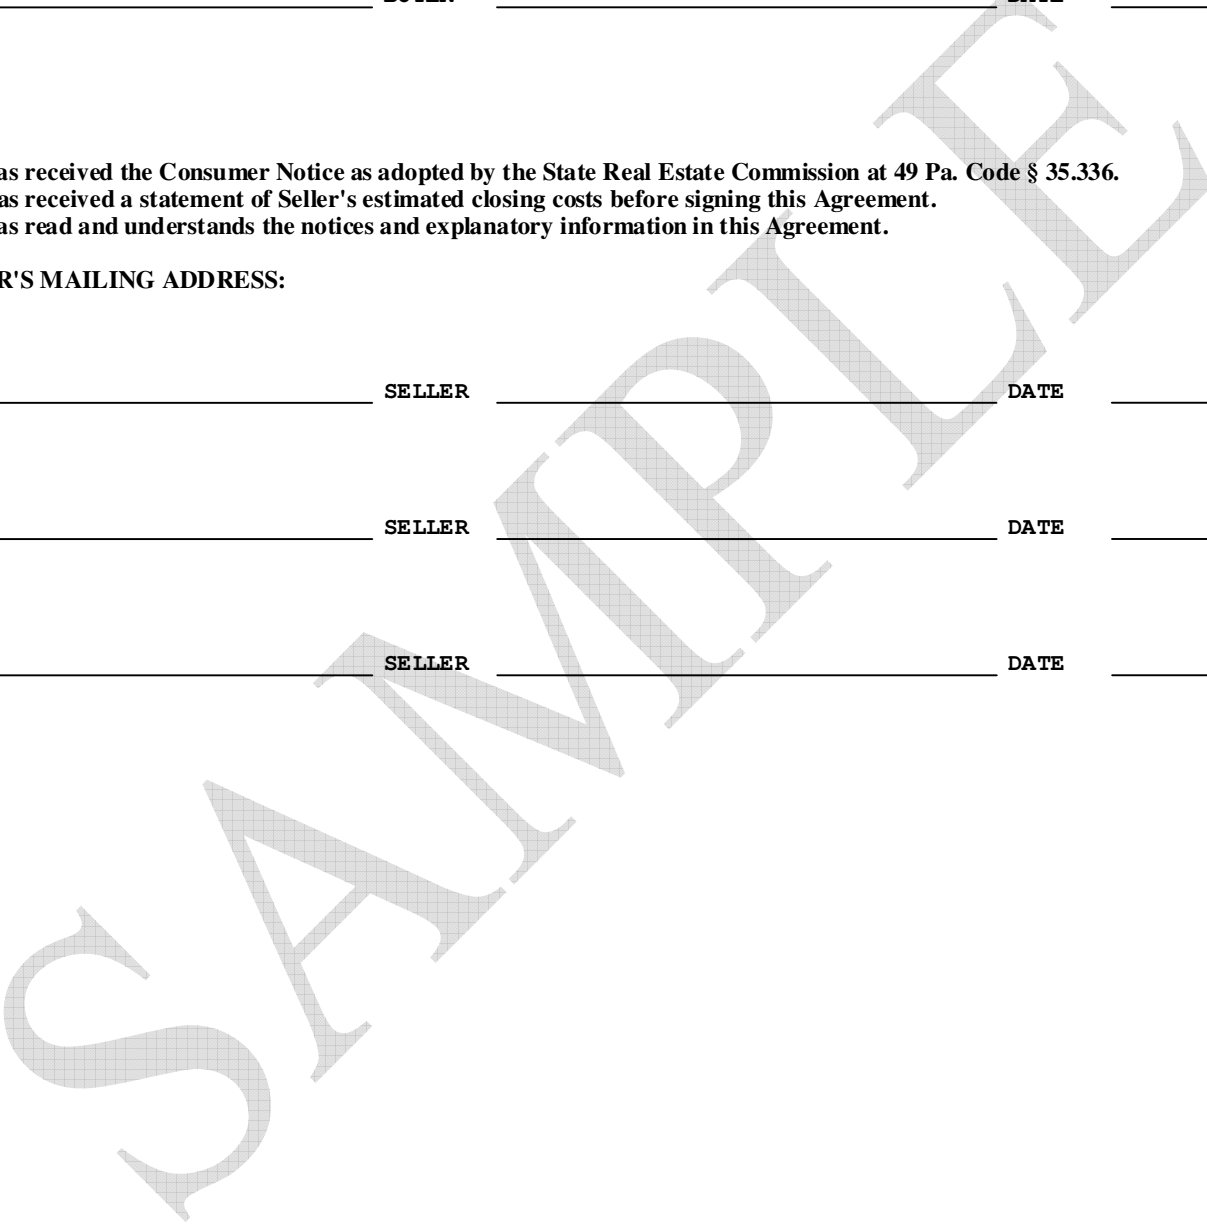 BUYER DATE
as received the Consumer Notice as adopted by the State Real Estate Commission at 49 Pa. Code § 35.336.
as received a statement of Seller's estimated closing costs before signing this Agreement.
as read and understands the notices and explanatory information in this Agreement.
R'S MAILING ADDRESS:
SELLER DATE
SELLER DATE
SELLER DATE
SAMPLE